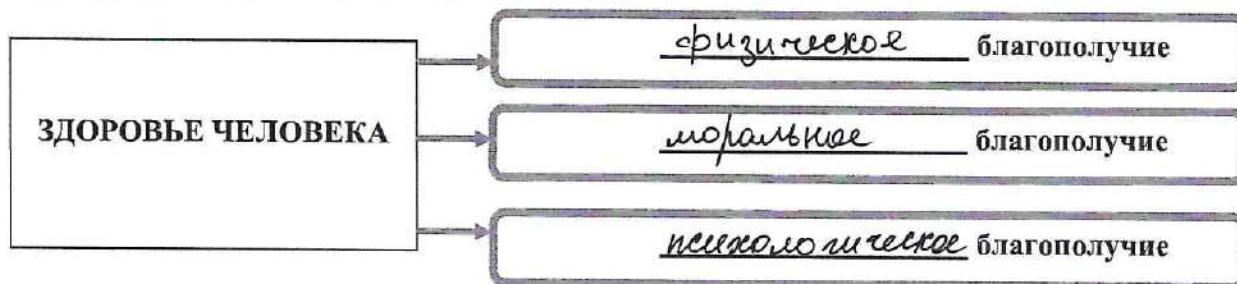 ЗДОРОВЬЕ ЧЕЛОВЕКА
физическое благополучие
моральное благополучие
психологическое благополучие